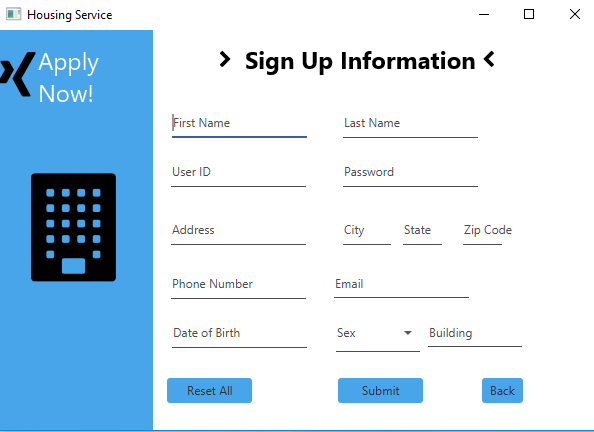 Housing Service
Apply
Now!
Sign Up Information
First Name Last Name
User ID Password
Address City State Zip Code
Phone Number Email
Date of Birth Sex Building
Reset All Submit Back